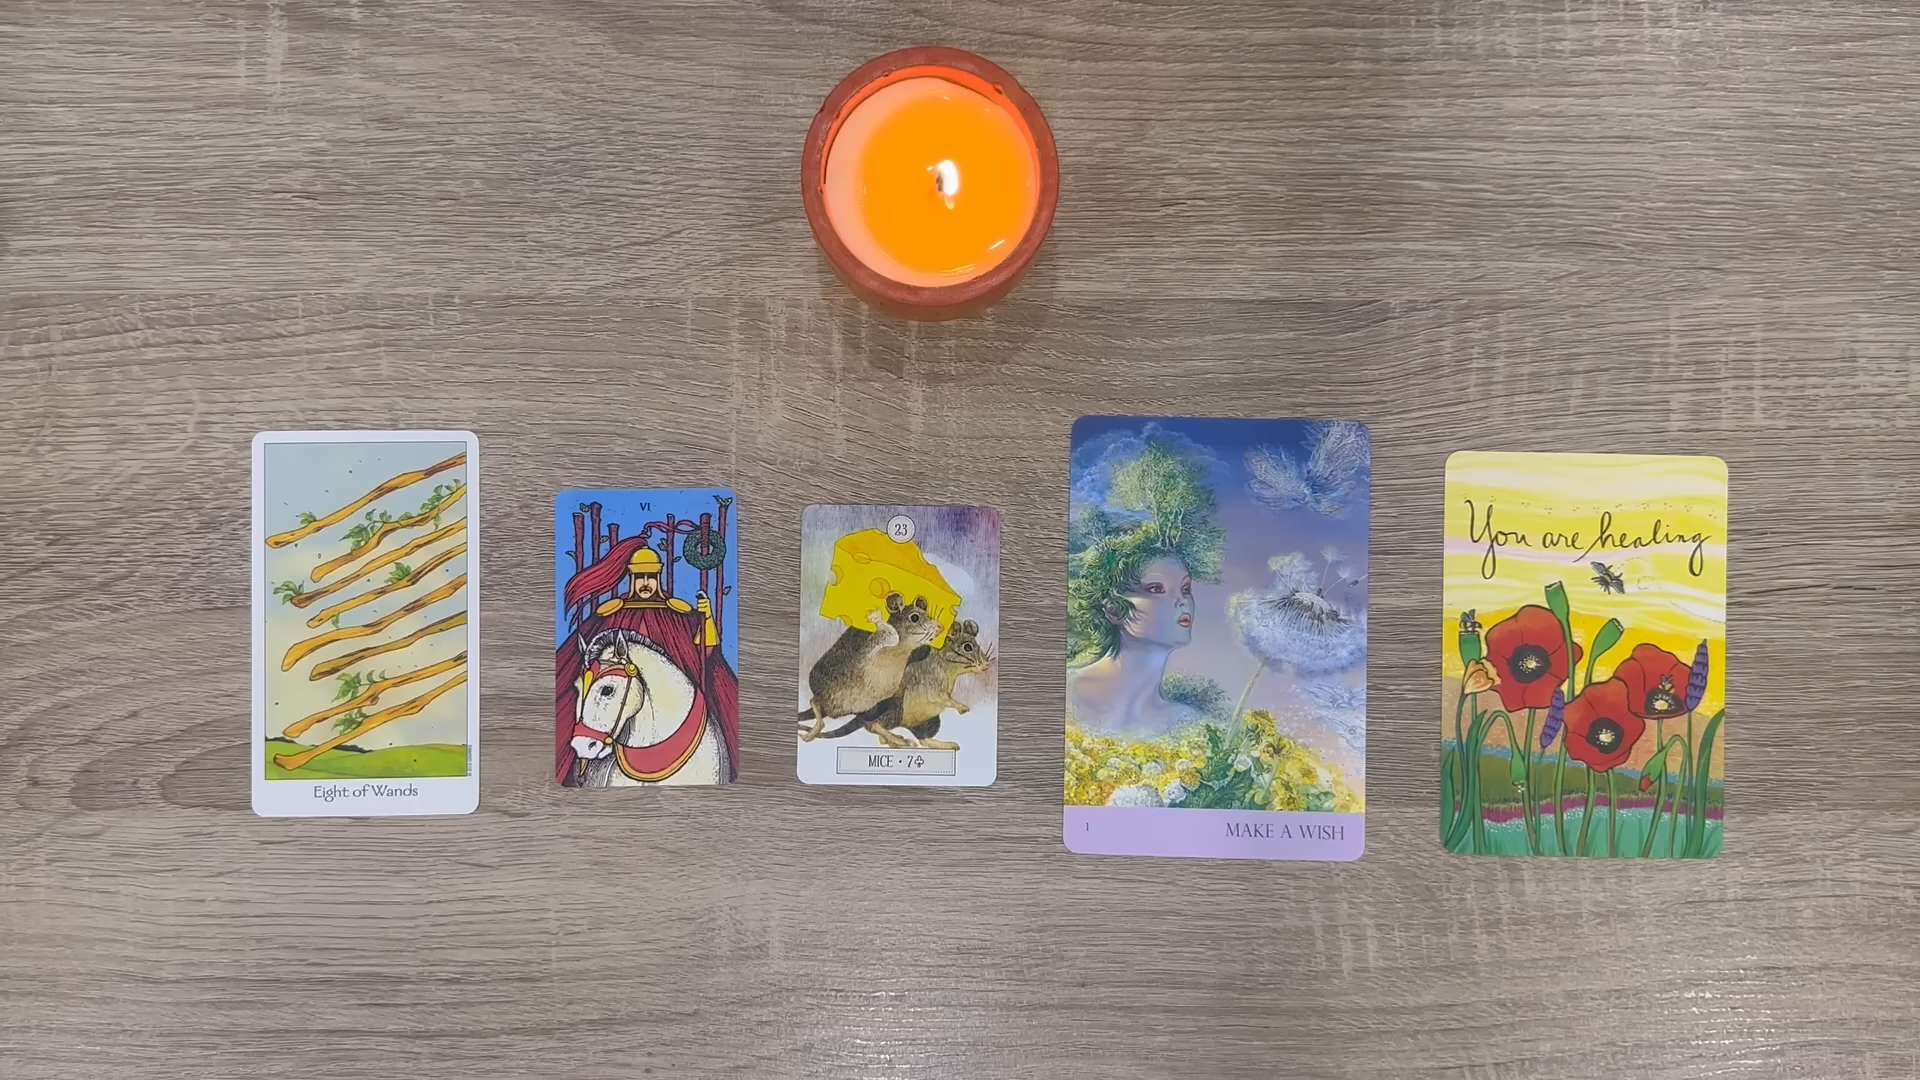 Eight of Wands
VI
23
MICE • 7♣
1
MAKE A WISH
You are healing